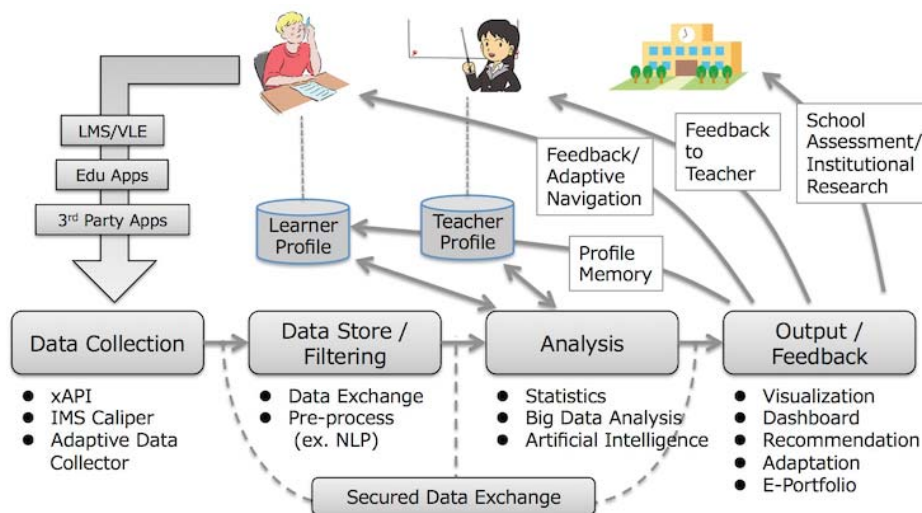 LMS/VLE
Edu Apps
3rd Party Apps
Feedback/
Adaptive
Navigation
Feedback
to
Teacher
School
Assessment/
Institutional
Research
Learner
Profile
Teacher
Profile
Profile
Memory
Data Collection
Data Store /
Filtering
Analysis
Output /
Feedback
● xAPI
● IMS Caliper
● Adaptive Data
Collector
● Data Exchange
● Pre-process
(ex. NLP)
● Statistics
● Big Data Analysis
● Artificial Intelligence
● Visualization
● Dashboard
● Recommendation
● Adaptation
● E-Portfolio
Secured Data Exchange